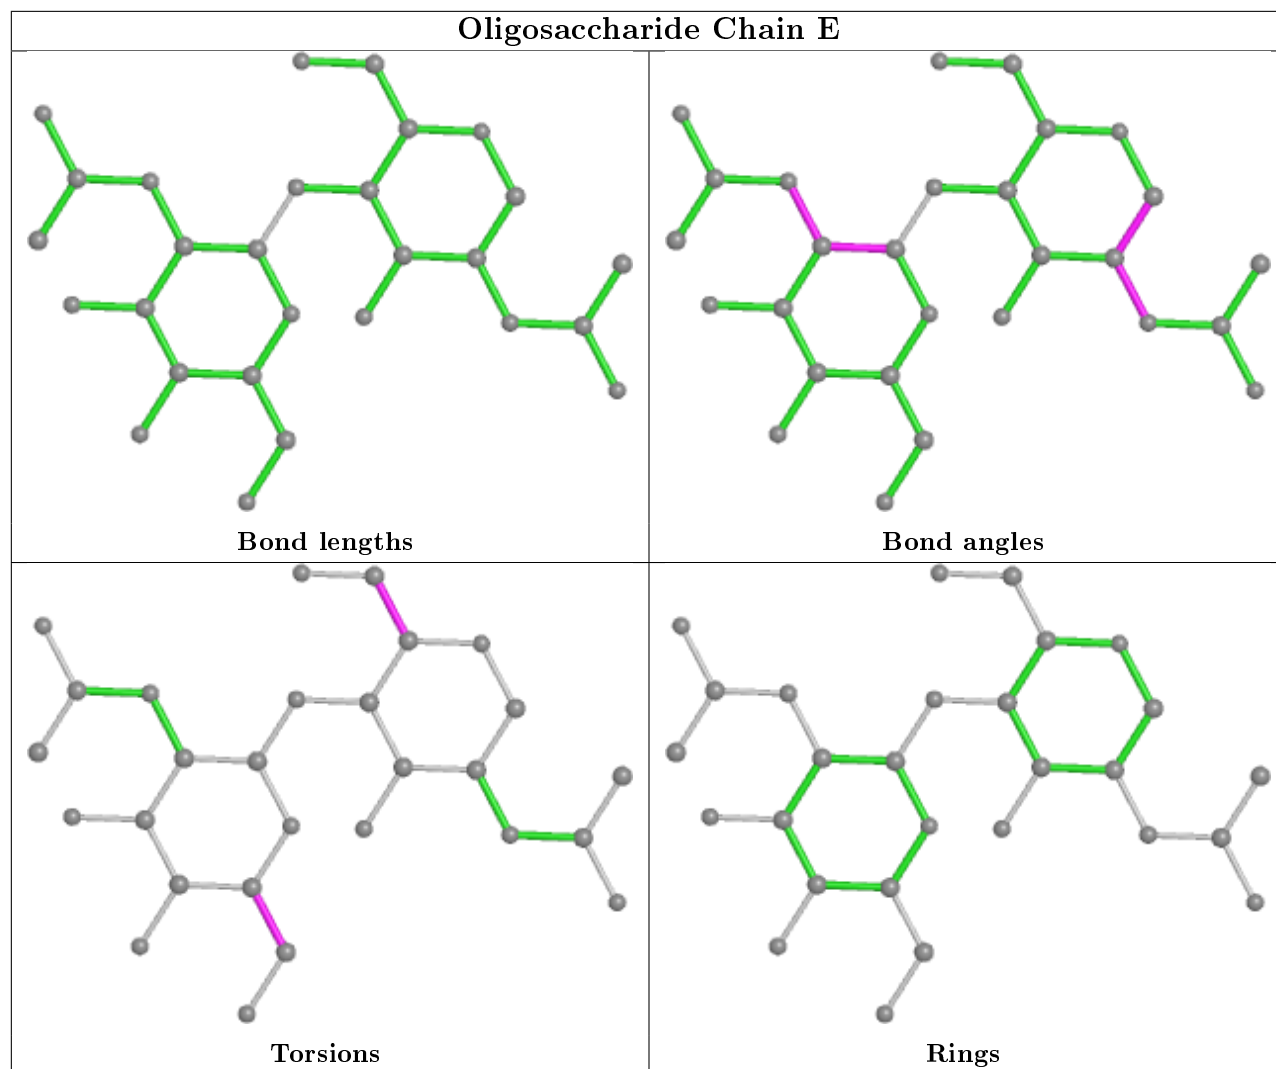 Oligosaccharide Chain E
Bond lengths
Bond angles
Torsions
Rings